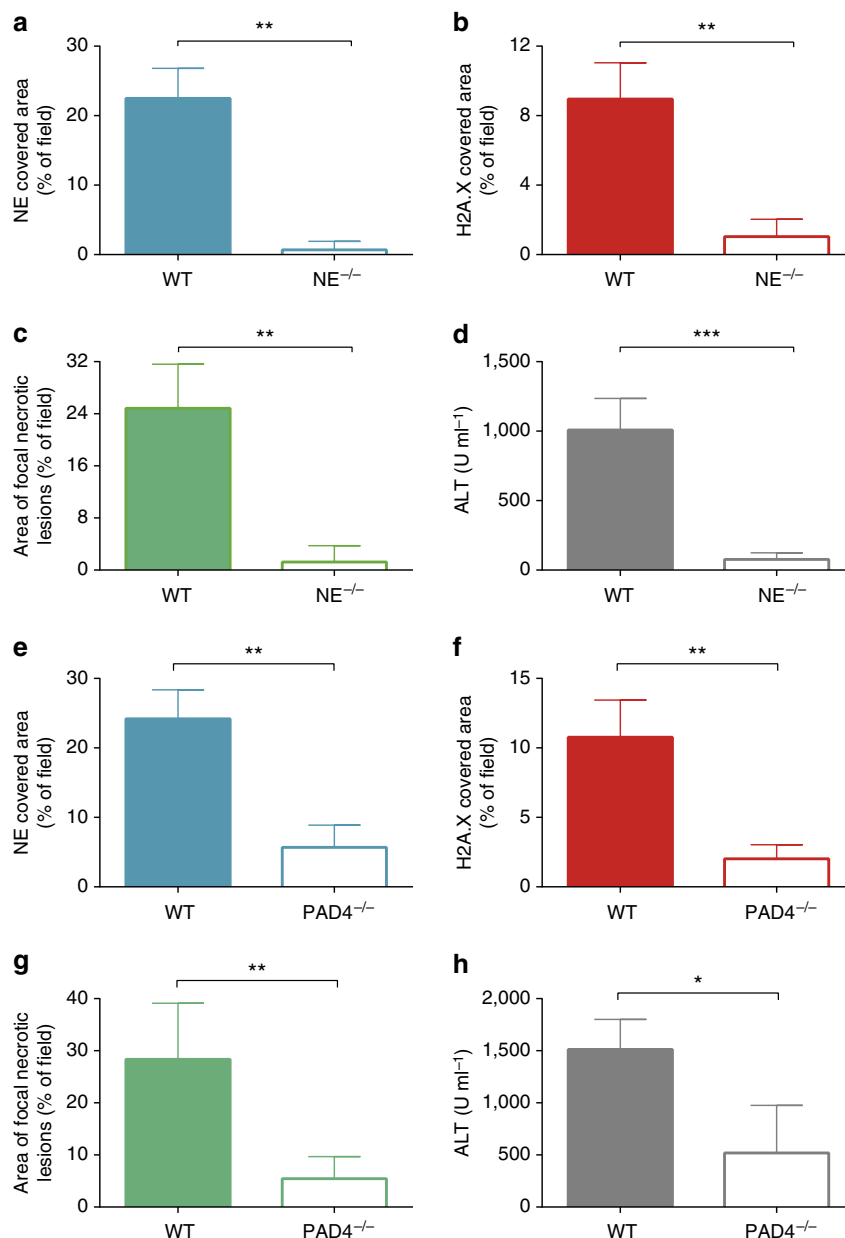 a
**
NE covered area
(% of field)
30
20
10
0
WT
NE−/−
b
**
H2A.X covered area
(% of field)
12
8
4
0
WT
NE−/−
c
**
Area of focal necrotic
lesions (% of field)
32
24
16
8
0
WT
NE−/−
d
***
ALT (U ml−1)
1,500
1,000
500
0
WT
NE−/−
e
**
NE covered area
(% of field)
30
20
10
0
WT
PAD4−/−
f
**
H2A.X covered area
(% of field)
15
10
5
0
WT
PAD4−/−
g
**
Area of focal necrotic
lesions (% of field)
40
30
20
10
0
WT
PAD4−/−
h
*
ALT (U ml−1)
2,000
1,500
1,000
500
0
WT
PAD4−/−